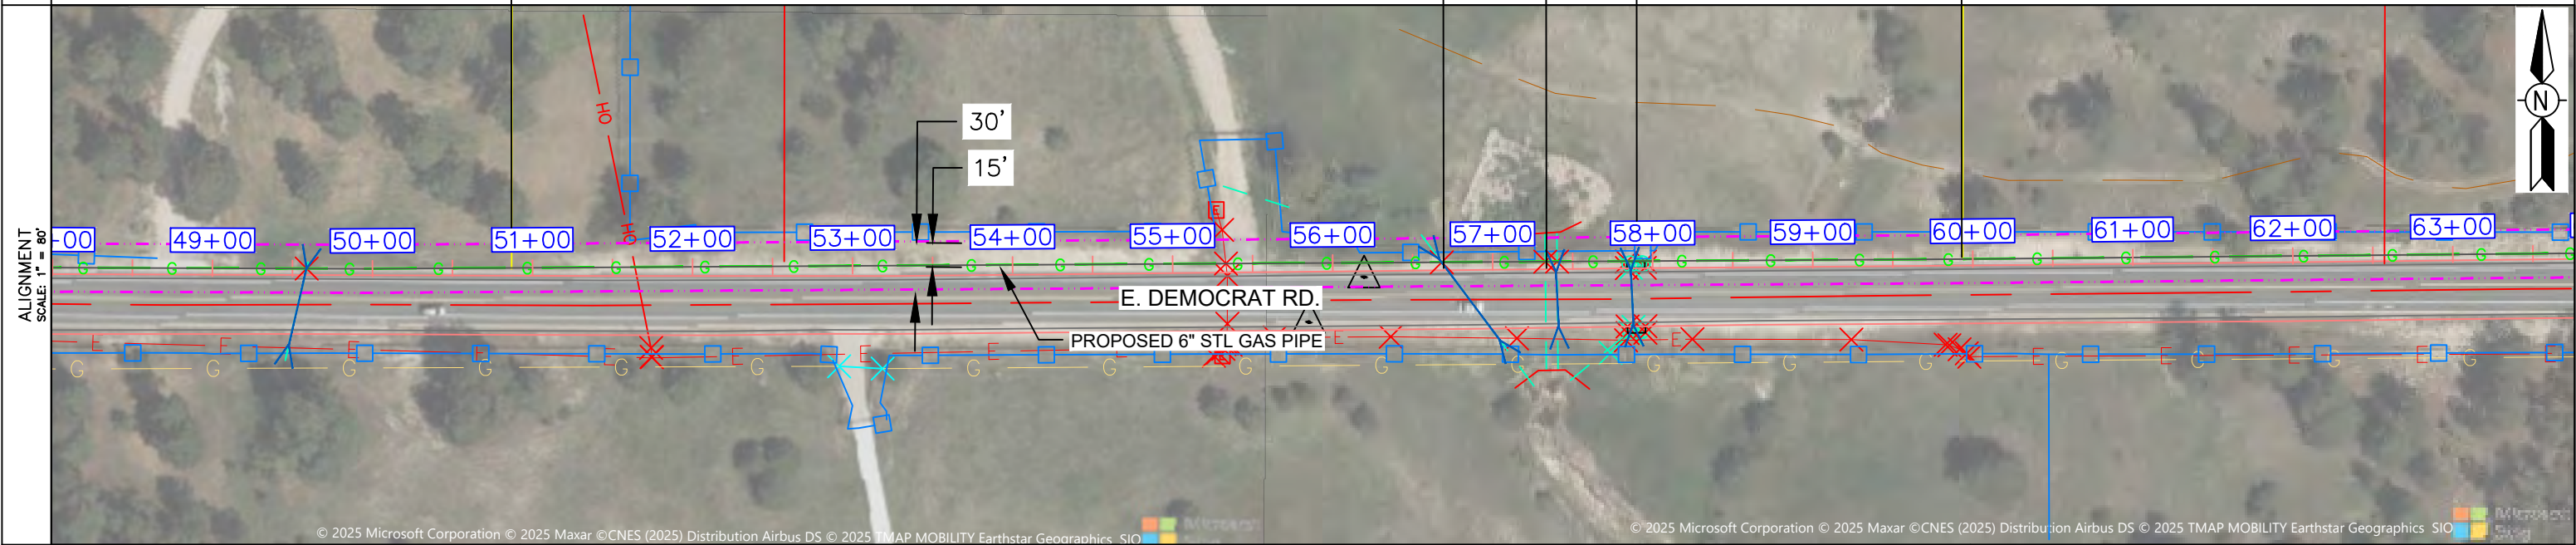 ALIGNMENT
SCALE: 1" = 80'
30'
15'
N
HO
HO
E
+00 49+00 50+00 51+00 52+00 53+00 54+00 55+00 56+00 57+00 58+00 59+00 60+00 61+00 62+00 63+00
G G G G G G G G G G G G G G G G G G G G G G G G G G G G
E. DEMOCRAT RD.
PROPOSED 6" STL GAS PIPE
E E E E E E E E E E E E E
G G G G G G G G G G G G G G G G G G
© 2025 Microsoft Corporation © 2025 Maxar ©CNES (2025) Distribution Airbus DS © 2025 TMAP MOBILITY Earthstar Geographics SIO
© 2025 Microsoft Corporation © 2025 Maxar ©CNES (2025) Distribution Airbus DS © 2025 TMAP MOBILITY Earthstar Geographics SIO